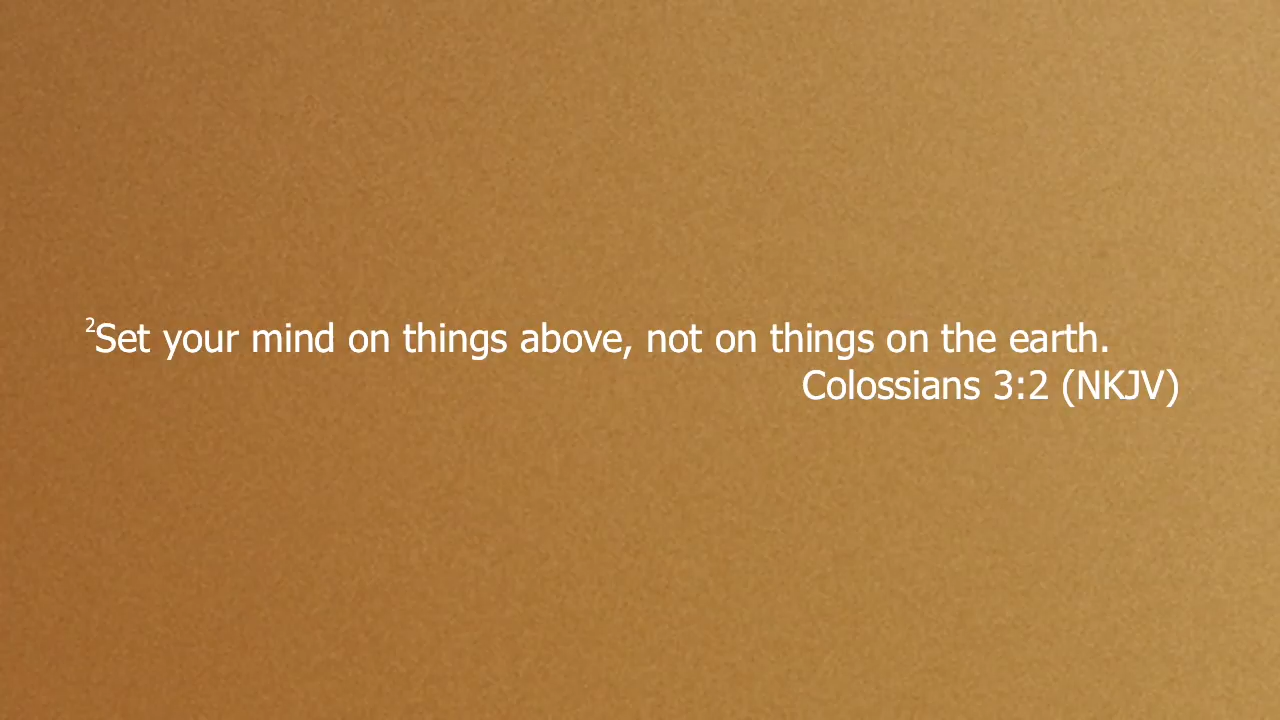 ²Set your mind on things above, not on things on the earth.
Colossians 3:2 (NKJV)